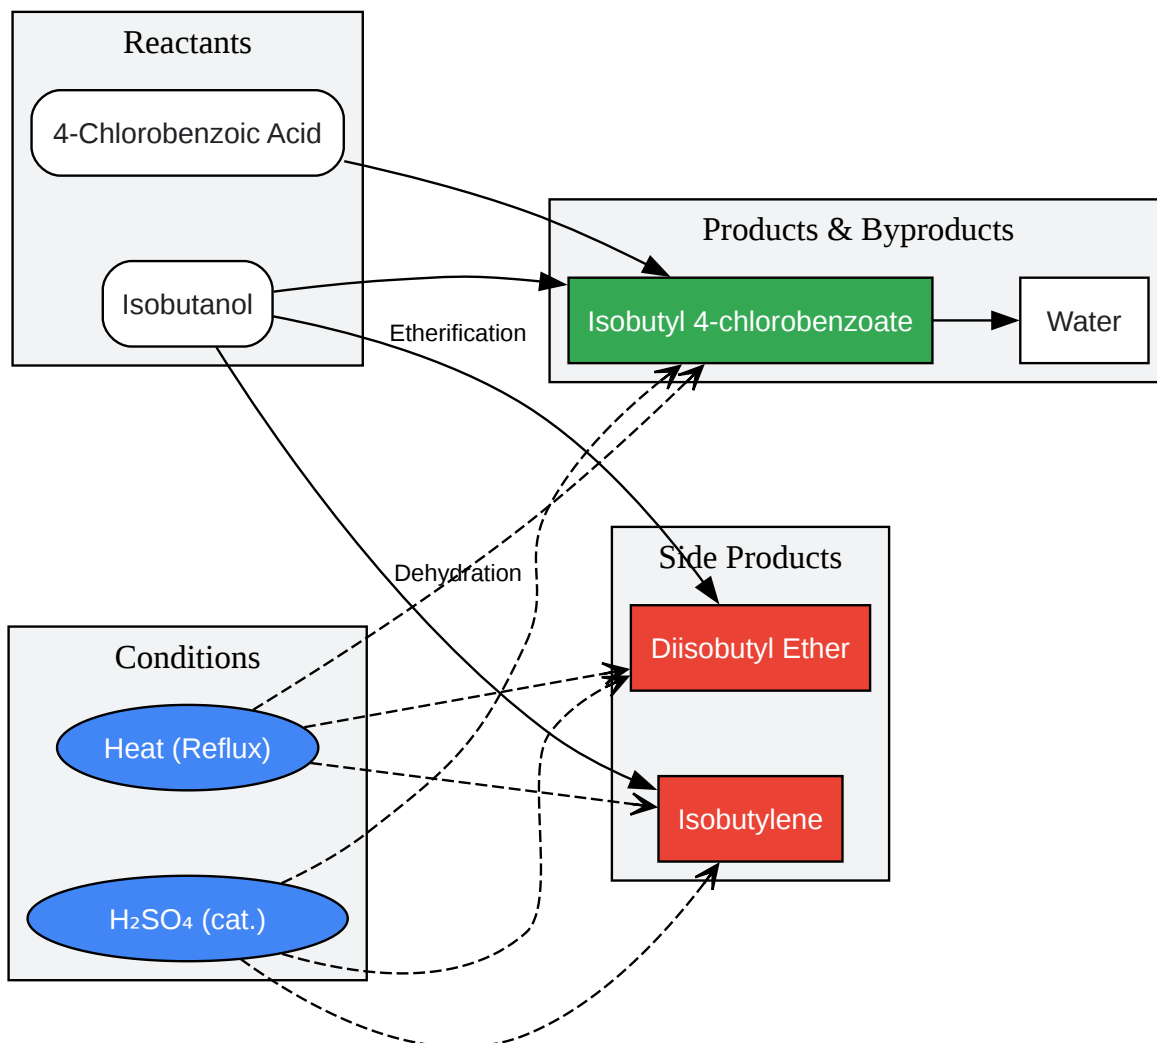 Reactants
4-Chlorobenzoic Acid
Isobutanol
Products & Byproducts
Isobutyl 4-chlorobenzoate
Water
Etherification
Dehydration
Side Products
Diisobutyl Ether
Isobutylene
Conditions
Heat (Reflux)
H₂SO₄ (cat.)